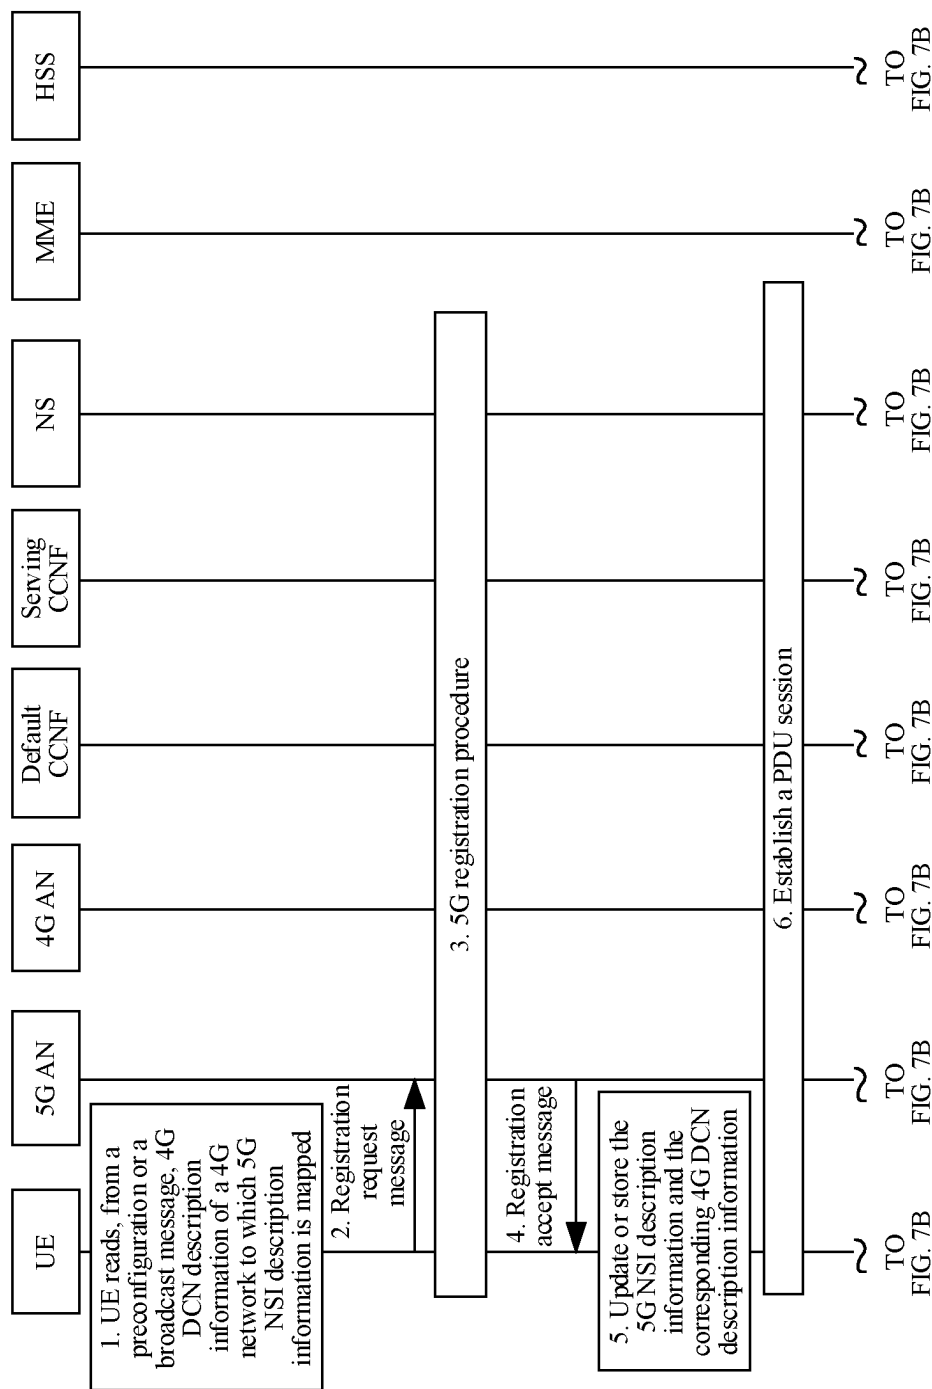 UE
5G AN
4G AN
Default
CCNF
Serving
CCNF
NS
MME
HSS
1. UE reads, from a
preconfiguration or a
broadcast message, 4G
DCN description
information of a 4G
network to which 5G
NSI description
information is mapped
2. Registration
request
message
3. 5G registration procedure
4. Registration
accept message
5. Update or store the
5G NSI description
information and the
corresponding 4G DCN
description information
6. Establish a PDU session
TO
FIG. 7B
TO
FIG. 7B
TO
FIG. 7B
TO
FIG. 7B
TO
FIG. 7B
TO
FIG. 7B
TO
FIG. 7B
TO
FIG. 7B